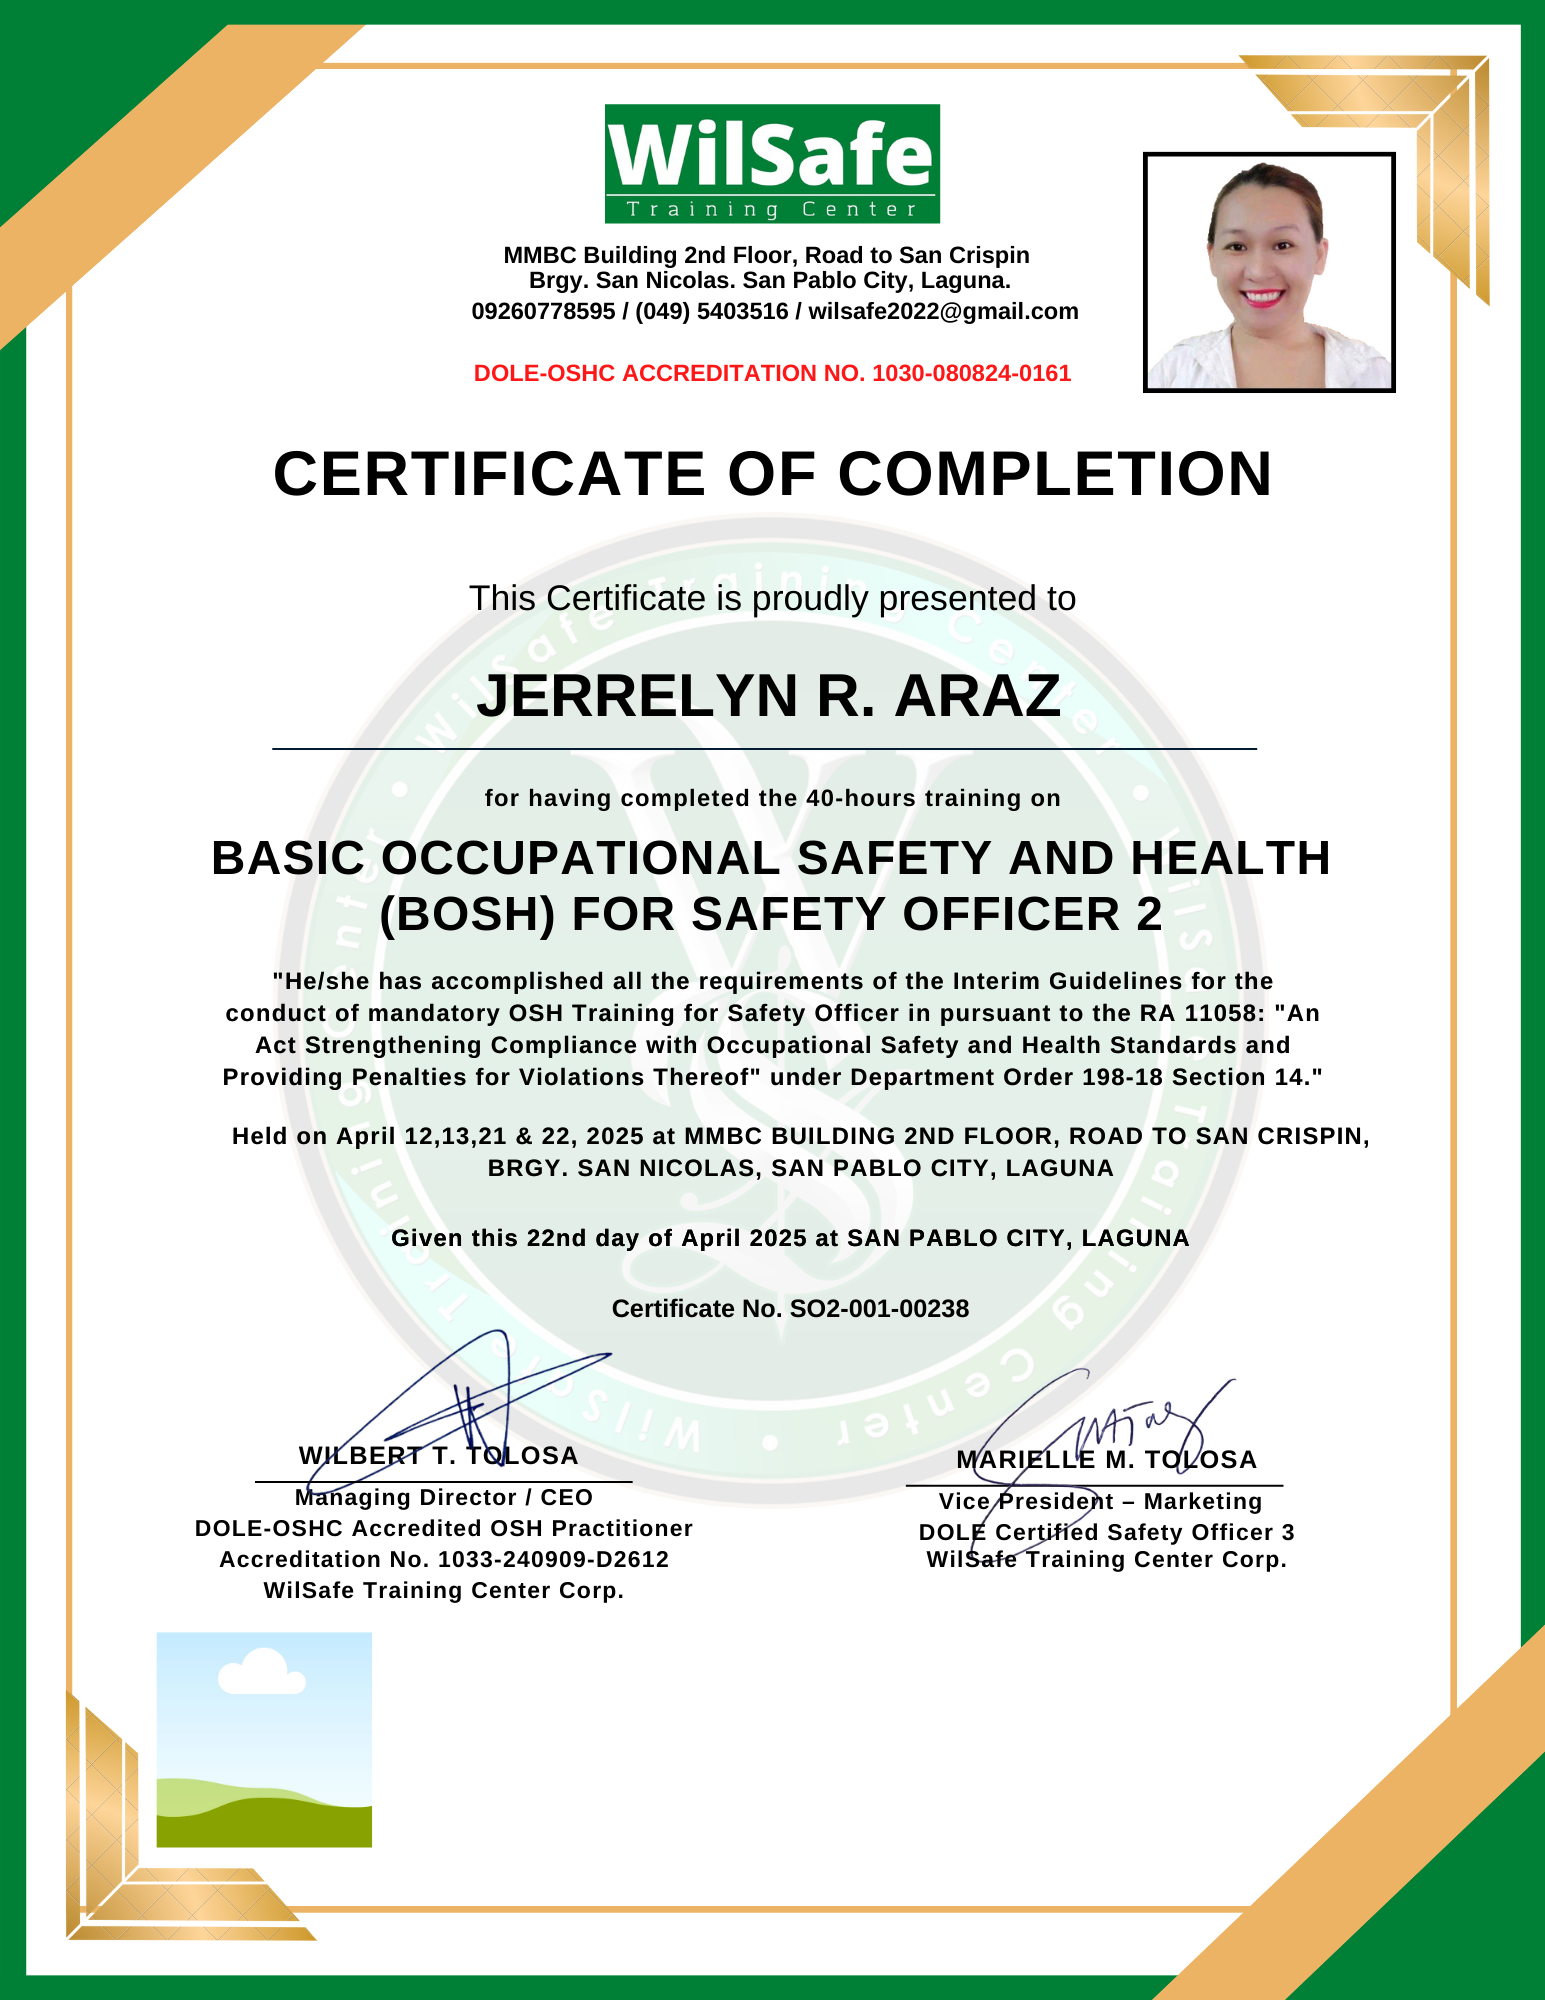 WilSafe
Training Center
MMBC Building 2nd Floor, Road to San Crispin
Brgy. San Nicolas. San Pablo City, Laguna.
09260778595 / (049) 5403516 / wilsafe2022@gmail.com
DOLE-OSHC ACCREDITATION NO. 1030-080824-0161
CERTIFICATE OF COMPLETION
This Certificate is proudly presented to
JERRELYN R. ARAZ
for having completed the 40-hours training on
BASIC OCCUPATIONAL SAFETY AND HEALTH
(BOSH) FOR SAFETY OFFICER 2
"He/she has accomplished all the requirements of the Interim Guidelines for the
conduct of mandatory OSH Training for Safety Officer in pursuant to the RA 11058: "An
Act Strengthening Compliance with Occupational Safety and Health Standards and
Providing Penalties for Violations Thereof" under Department Order 198-18 Section 14."
Held on April 12,13,21 & 22, 2025 at MMBC BUILDING 2ND FLOOR, ROAD TO SAN CRISPIN,
BRGY. SAN NICOLAS, SAN PABLO CITY, LAGUNA
Given this 22nd day of April 2025 at SAN PABLO CITY, LAGUNA
Certificate No. SO2-001-00238
WILBERT T. TOLOSA
Managing Director / CEO
DOLE-OSHC Accredited OSH Practitioner
Accreditation No. 1033-240909-D2612
WilSafe Training Center Corp.
MARIELLE M. TOLOSA
Vice President – Marketing
DOLE Certified Safety Officer 3
WilSafe Training Center Corp.
WilSafe Training Center • WilSafe Training Center • WilSafe Training Center •